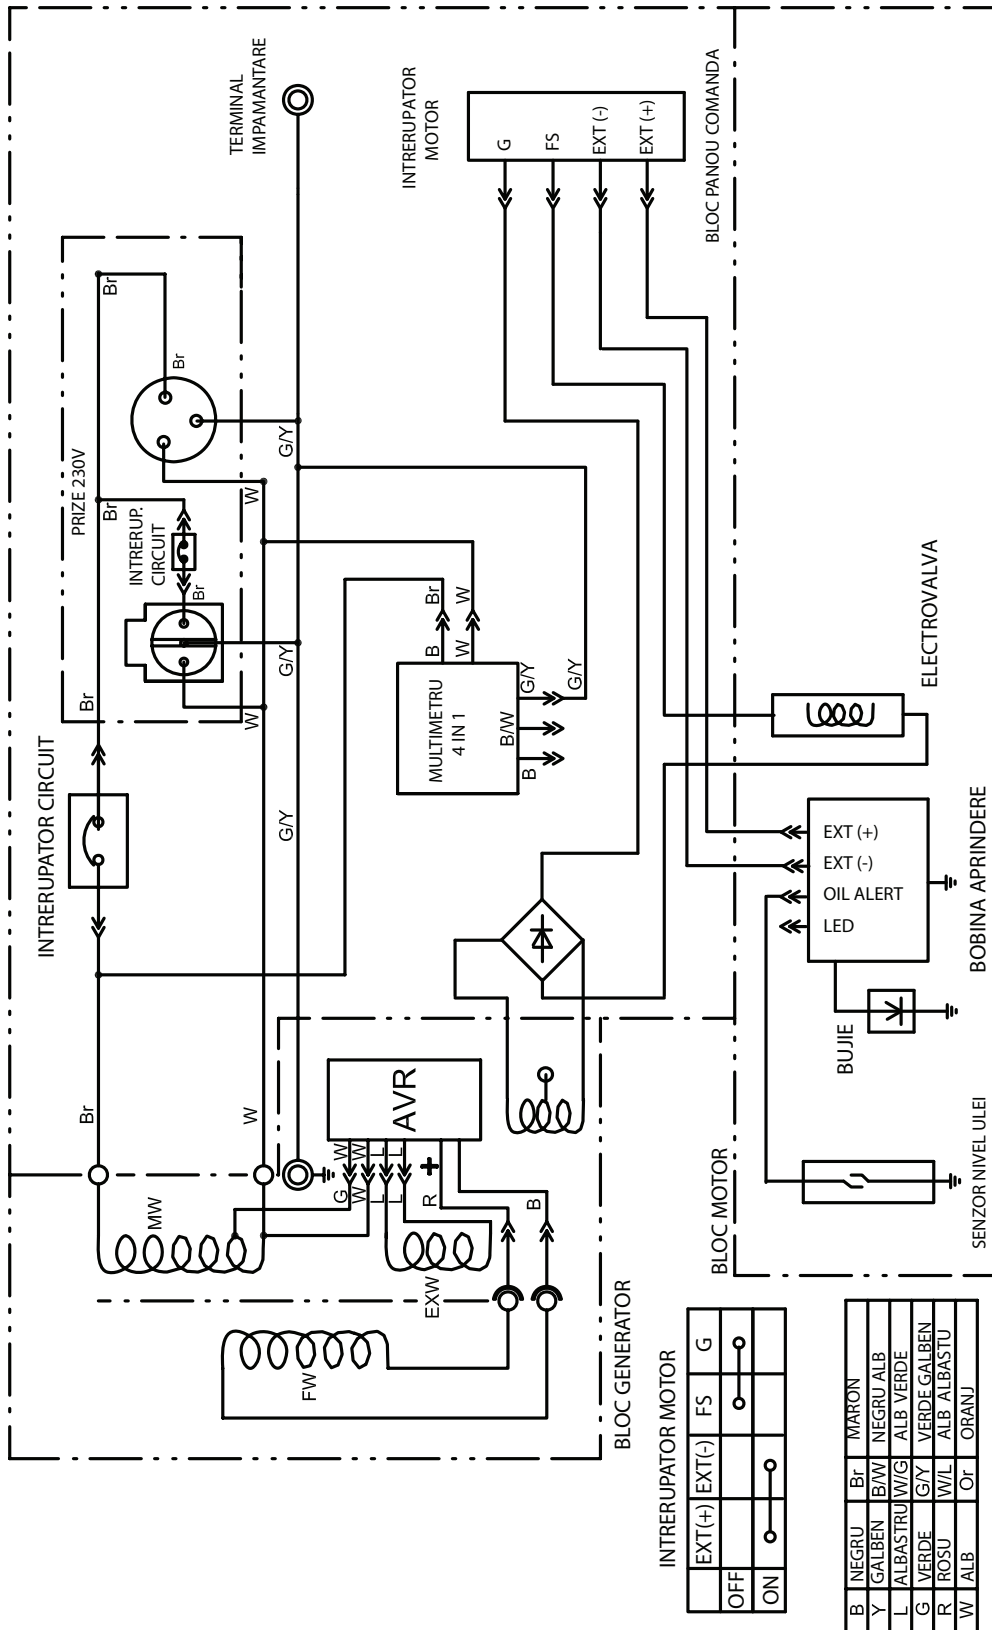 INTRERUPATOR CIRCUIT
PRIZE 230V
INTRERUP.
CIRCUIT
TERMINAL
IMPAMANTARE
INTRERUPATOR
MOTOR
G
FS
EXT (-)
EXT (+)
BLOC PANOU COMANDA
Br
Br
Br
Br
Br
Br
W
W
W
G/Y
G/Y
G/Y
MULTIMETRU
4 IN 1
B
Br
W
W
G/Y
G/Y
B/W
B
MW
EXW
FW
AVR
W
W
L
L
G
W
L
L
R
+
B
BLOC GENERATOR
BLOC MOTOR
ELECTROVALVA
EXT (+)
EXT (-)
OIL ALERT
LED
BOBINA APRINDERE
BUJIE
SENZOR NIVEL ULEI
INTRERUPATOR MOTOR
EXT(+) EXT(-) FS G
OFF
ON
B NEGRU Br MARON
Y GALBEN B/W NEGRU ALB
L ALBASTRU W/G ALB VERDE
G VERDE G/Y VERDE GALBEN
R ROSU W/L ALB ALBASTU
W ALB Or ORANJ